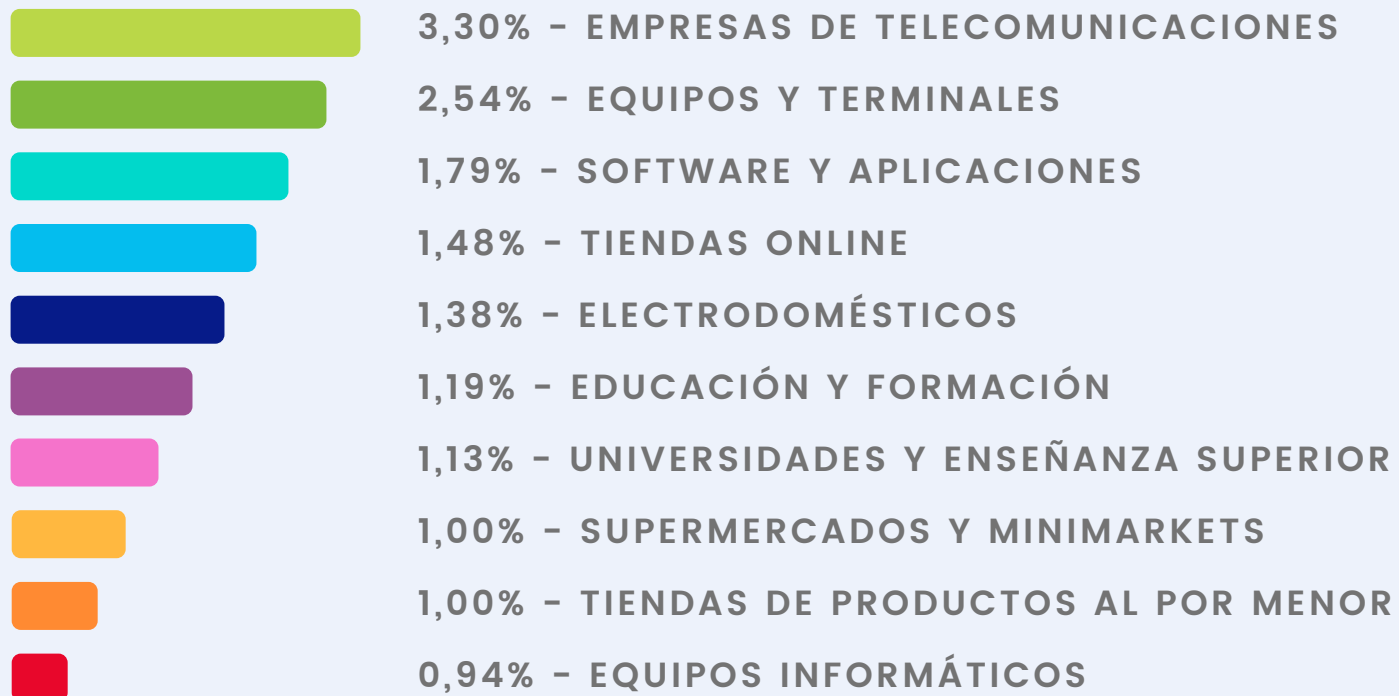 3,30% - EMPRESAS DE TELECOMUNICACIONES
2,54% - EQUIPOS Y TERMINALES
1,79% - SOFTWARE Y APLICACIONES
1,48% - TIENDAS ONLINE
1,38% - ELECTRODOMÉSTICOS
1,19% - EDUCACIÓN Y FORMACIÓN
1,13% - UNIVERSIDADES Y ENSEÑANZA SUPERIOR
1,00% - SUPERMERCADOS Y MINIMARKETS
1,00% - TIENDAS DE PRODUCTOS AL POR MENOR
0,94% - EQUIPOS INFORMÁTICOS